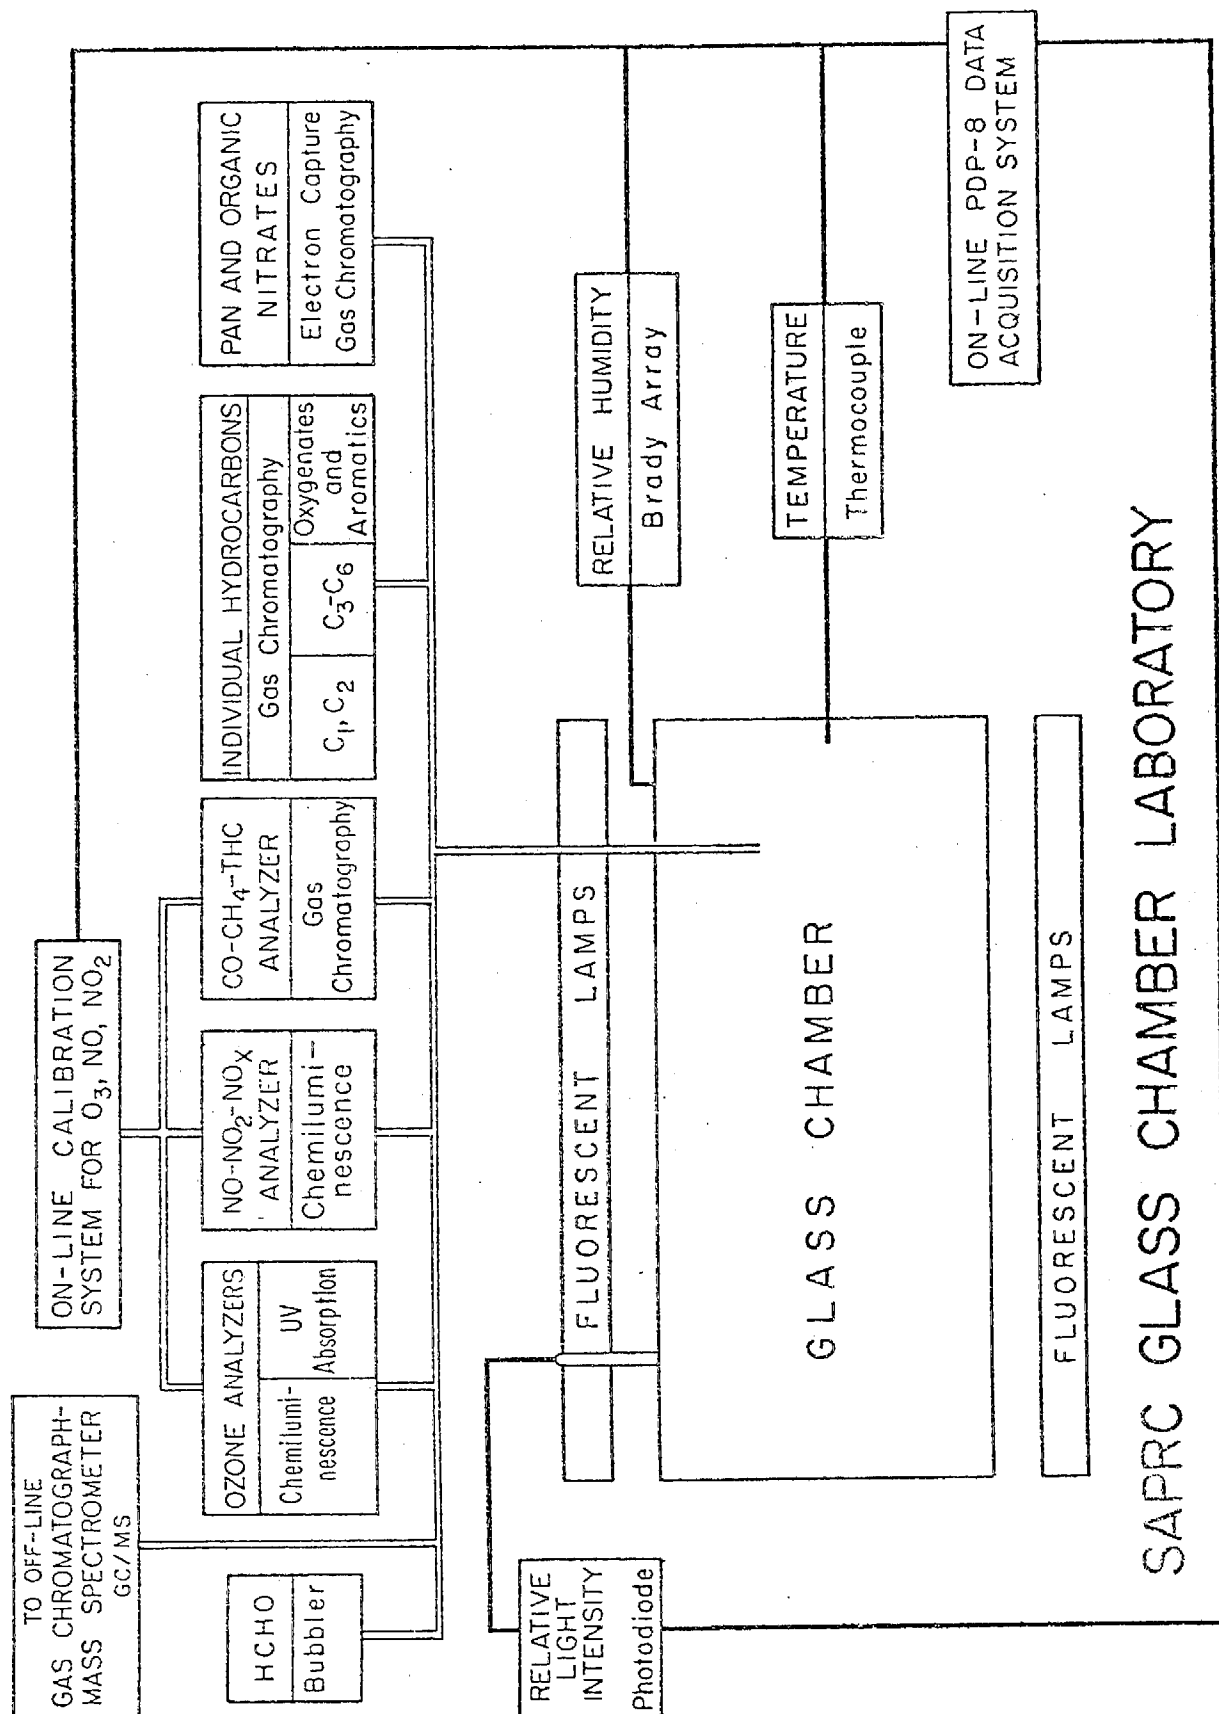 TO OFF-LINE
GAS CHROMATOGRAPH-
MASS SPECTROMETER
GC/MS
ON-LINE CALIBRATION
SYSTEM FOR O3, NO, NO2
HCHO
Bubbler
OZONE ANALYZERS
Chemilumi-
nescence
UV
Absorption
NO-NO2-NOX
ANALYZER
Chemilumi-
nescence
CO-CH4-THC
ANALYZER
Gas
Chromatography
INDIVIDUAL HYDROCARBONS
Gas Chromatography
C1, C2
C3-C6
Oxygenates
and
Aromatics
PAN AND ORGANIC
NITRATES
Electron Capture
Gas Chromatography
RELATIVE
LIGHT
INTENSITY
Photodiode
FLUORESCENT LAMPS
RELATIVE HUMIDITY
Brady Array
GLASS CHAMBER
TEMPERATURE
Thermocouple
FLUORESCENT LAMPS
ON-LINE PDP-8 DATA
ACQUISITION SYSTEM
SAPRC GLASS CHAMBER LABORATORY